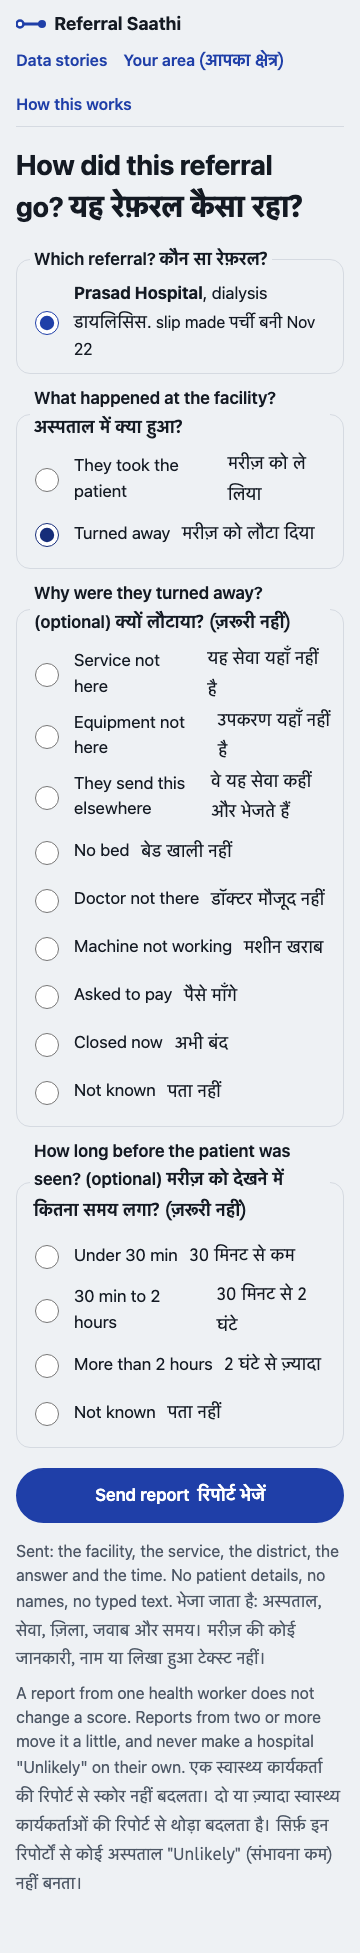 Referral Saathi
Data stories Your area (आपका क्षेत्र)
How this works
How did this referral
go? यह रेफ़रल कैसा रहा?
Which referral? कौन सा रेफ़रल?
Prasad Hospital, dialysis
डायलिसिस. slip made पर्ची बनी Nov
22
What happened at the facility?
अस्पताल में क्या हुआ?
They took the patient मरीज़ को ले लिया
Turned away मरीज़ को लौटा दिया
Why were they turned away?
(optional) क्यों लौटाया? (ज़रूरी नहीं)
Service not here यह सेवा यहाँ नहीं है
Equipment not here उपकरण यहाँ नहीं है
They send this elsewhere वे यह सेवा कहीं और भेजते हैं
No bed बेड खाली नहीं
Doctor not there डॉक्टर मौजूद नहीं
Machine not working मशीन खराब
Asked to pay पैसे माँगे
Closed now अभी बंद
Not known पता नहीं
How long before the patient was
seen? (optional) मरीज़ को देखने में
कितना समय लगा? (ज़रूरी नहीं)
Under 30 min 30 मिनट से कम
30 min to 2 hours 30 मिनट से 2 घंटे
More than 2 hours 2 घंटे से ज़्यादा
Not known पता नहीं
Send report रिपोर्ट भेजें
Sent: the facility, the service, the district, the
answer and the time. No patient details, no
names, no typed text. भेजा जाता है: अस्पताल,
सेवा, ज़िला, जवाब और समय। मरीज़ की कोई
जानकारी, नाम या लिखा हुआ टेक्स्ट नहीं।
A report from one health worker does not
change a score. Reports from two or more
move it a little, and never make a hospital
"Unlikely" on their own. एक स्वास्थ्य कार्यकर्ता
की रिपोर्ट से स्कोर नहीं बदलता। दो या ज़्यादा स्वास्थ्य
कार्यकर्ताओं की रिपोर्ट से थोड़ा बदलता है। सिर्फ़ इन
रिपोर्टों से कोई अस्पताल "Unlikely" (संभावना कम)
नहीं बनता।